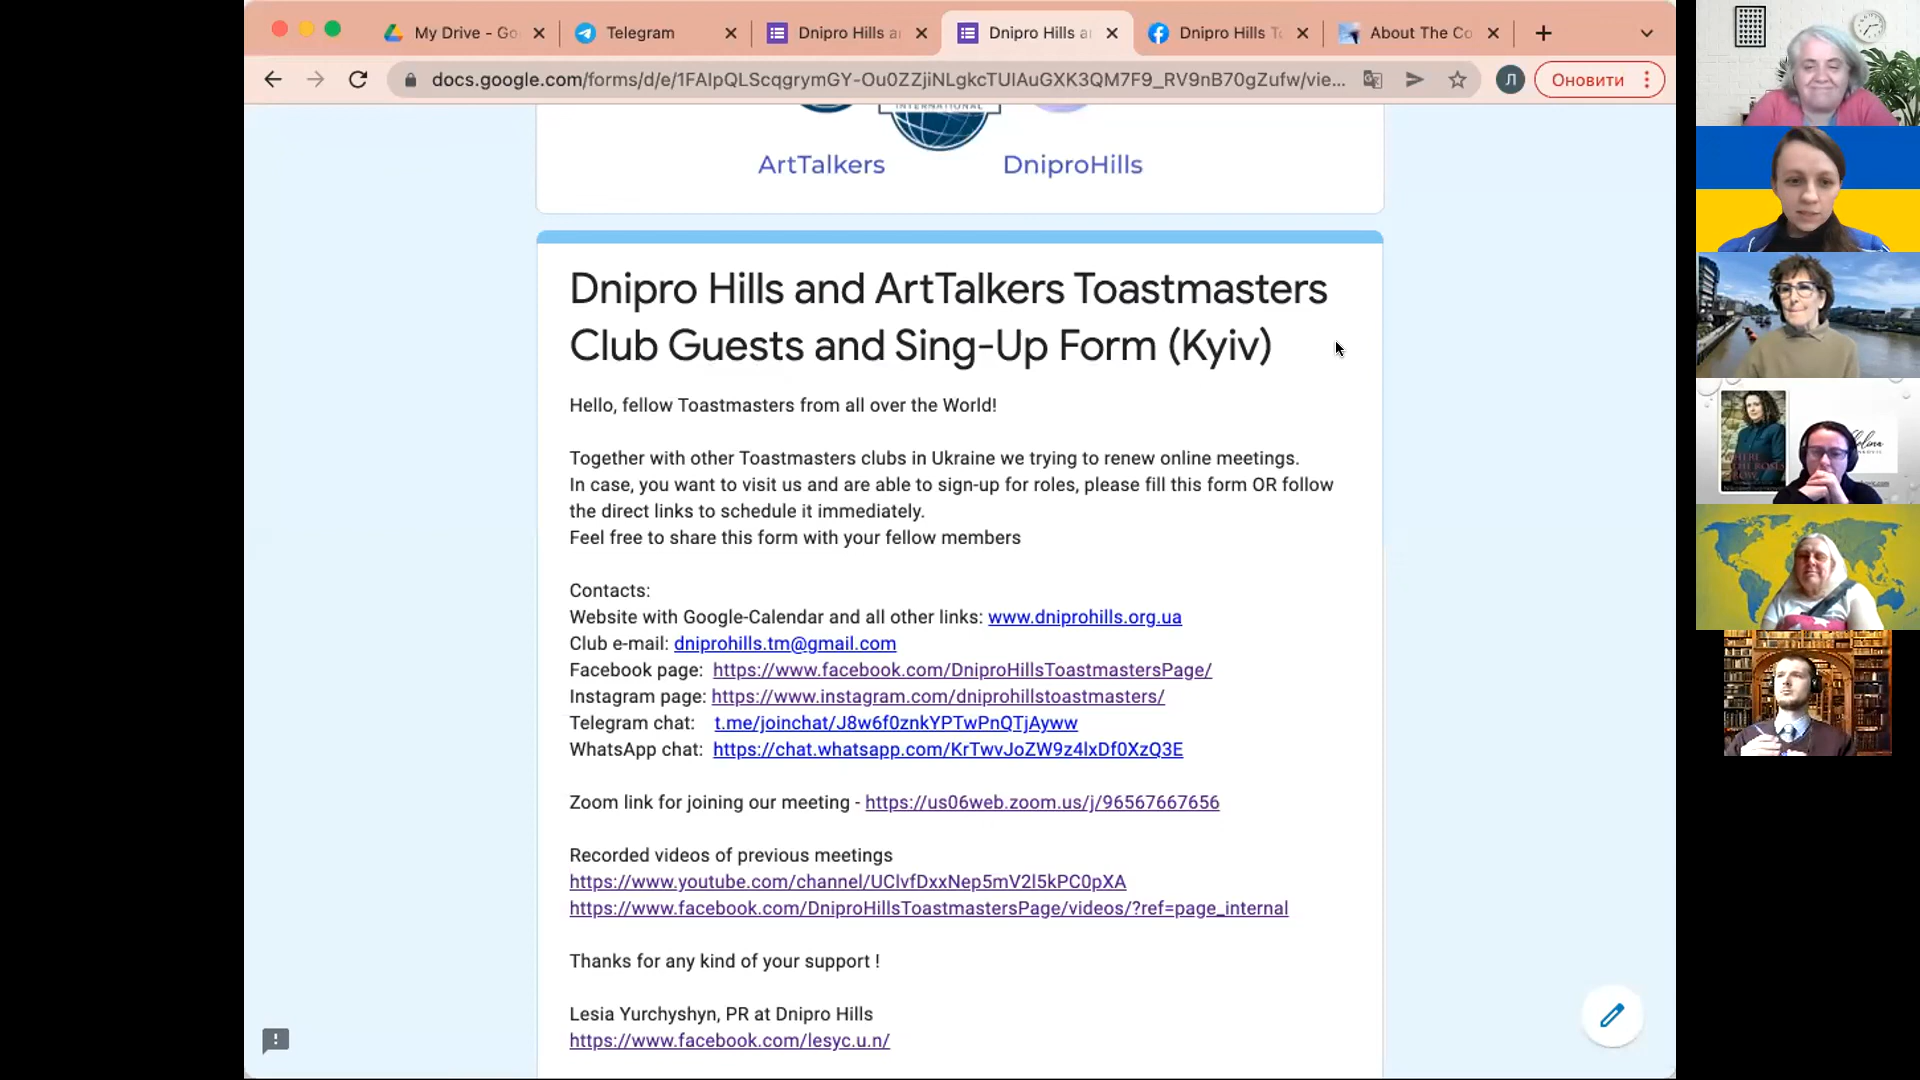 My Drive - Go
Telegram
Dnipro Hills a
Dnipro Hills a
Dnipro Hills T
About The Co
docs.google.com/forms/d/e/1FAIpQLScqgrymGY-Ou0ZZjiNLgkcTUIAuGXK3QM7F9_RV9nB70gZufw/vie...
Л
Оновити
INTERNATIONAL
ArtTalkers
DniproHills
Dnipro Hills and ArtTalkers Toastmasters
Club Guests and Sing-Up Form (Kyiv)
Hello, fellow Toastmasters from all over the World!
Together with other Toastmasters clubs in Ukraine we trying to renew online meetings.
In case, you want to visit us and are able to sign-up for roles, please fill this form OR follow
the direct links to schedule it immediately.
Feel free to share this form with your fellow members
Contacts:
Website with Google-Calendar and all other links: www.dniprohills.org.ua
Club e-mail: dniprohills.tm@gmail.com
Facebook page: https://www.facebook.com/DniproHillsToastmastersPage/
Instagram page: https://www.instagram.com/dniprohillstoastmasters/
Telegram chat: t.me/joinchat/J8w6f0znkYPTwPnQTjAyww
WhatsApp chat: https://chat.whatsapp.com/KrTwvJoZW9z4lxDf0XzQ3E
Zoom link for joining our meeting - https://us06web.zoom.us/j/96567667656
Recorded videos of previous meetings
https://www.youtube.com/channel/UClvfDxxNep5mV2l5kPC0pXA
https://www.facebook.com/DniproHillsToastmastersPage/videos/?ref=page_internal
Thanks for any kind of your support !
Lesia Yurchyshyn, PR at Dnipro Hills
https://www.facebook.com/lesyc.u.n/